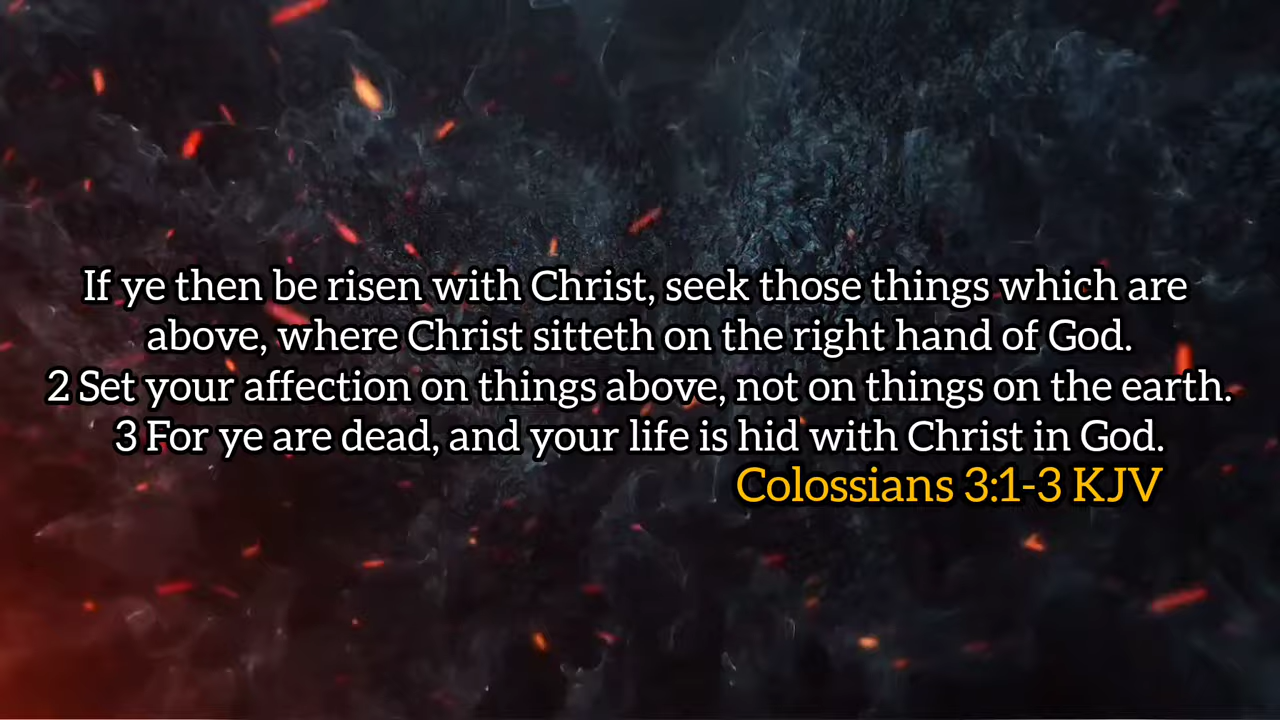 If ye then be risen with Christ, seek those things which are
above, where Christ sitteth on the right hand of God.
2 Set your affection on things above, not on things on the earth.
3 For ye are dead, and your life is hid with Christ in God.
Colossians 3:1-3 KJV